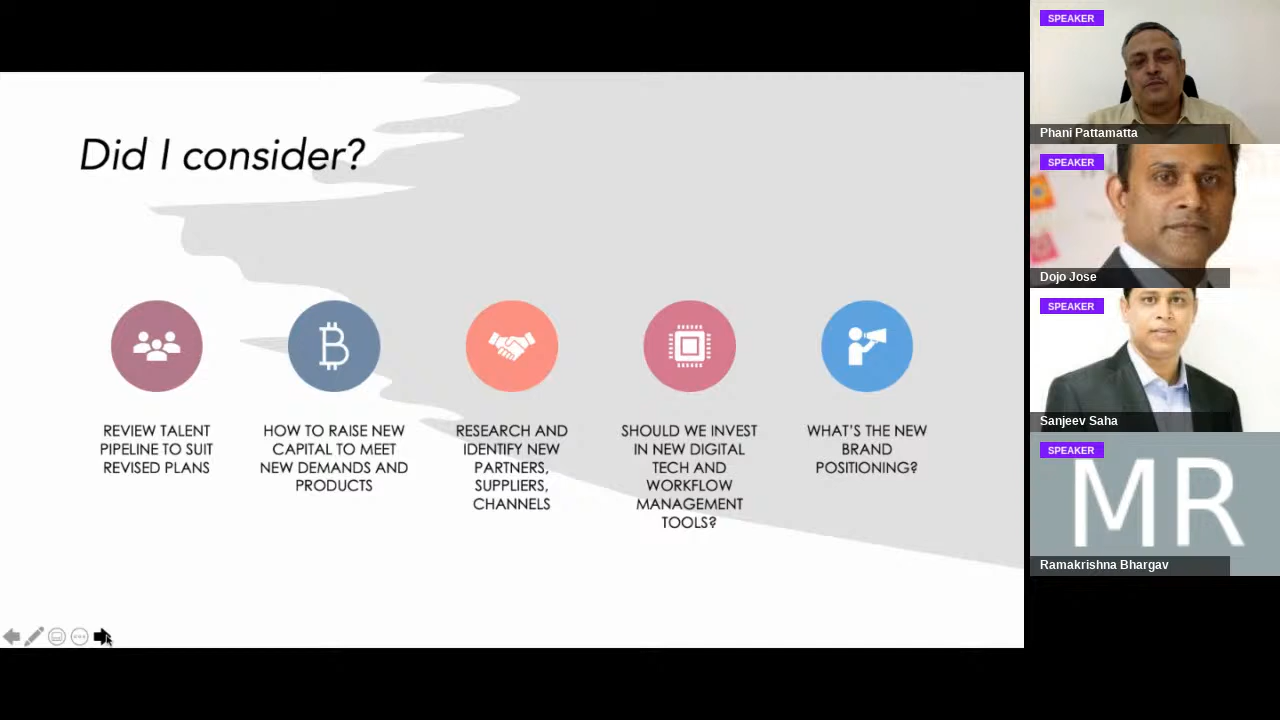 Did I consider?
REVIEW TALENT
PIPELINE TO SUIT
REVISED PLANS
HOW TO RAISE NEW
CAPITAL TO MEET
NEW DEMANDS AND
PRODUCTS
RESEARCH AND
IDENTIFY NEW
PARTNERS,
SUPPLIERS,
CHANNELS
SHOULD WE INVEST
IN NEW DIGITAL
TECH AND
WORKFLOW
MANAGEMENT
TOOLS?
WHAT'S THE NEW
BRAND
POSITIONING?
SPEAKER
Phani Pattamatta
SPEAKER
Dojo Jose
SPEAKER
Sanjeev Saha
SPEAKER
MR
Ramakrishna Bhargav